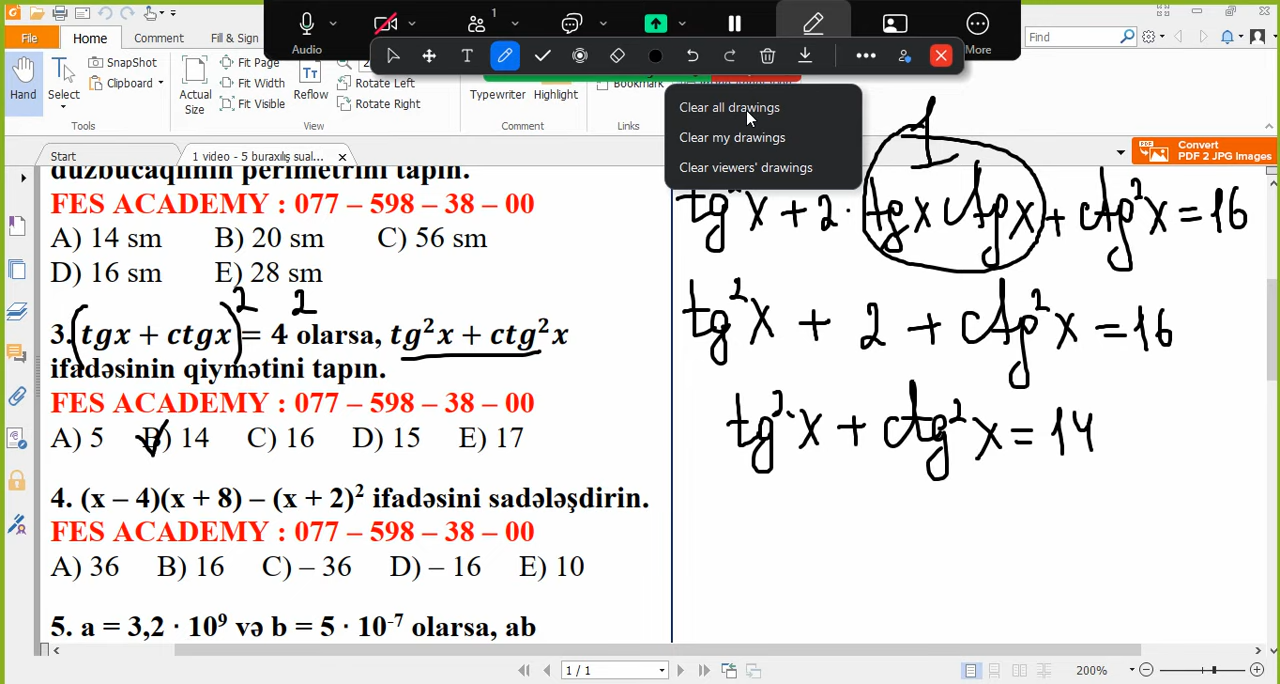 Audio
1
More
File
Home
Comment
Fill & Sign
Find
Hand
Select
SnapShot
Clipboard
Actual Size
Fit Page
Fit Width
Fit Visible
Reflow
Rotate Left
Rotate Right
Typewriter
Highlight
Bookmark
Tools
View
Comment
Links
Clear all drawings
Clear my drawings
Clear viewers' drawings
Convert
PDF 2 JPG Images
Start
1 video - 5 buraxılış sual...
düzbucaqlının perimetrini tapın.
FES ACADEMY : 077 – 598 – 38 – 00
A) 14 sm B) 20 sm C) 56 sm
D) 16 sm E) 28 sm
3. (tgx + ctgx)² = 4² olarsa, tg²x + ctg²x
ifadəsinin qiymətini tapın.
FES ACADEMY : 077 – 598 – 38 – 00
A) 5 B) 14 C) 16 D) 15 E) 17
4. (x – 4)(x + 8) – (x + 2)² ifadəsini sadələşdirin.
FES ACADEMY : 077 – 598 – 38 – 00
A) 36 B) 16 C) – 36 D) – 16 E) 10
5. a = 3,2 · 10⁹ və b = 5 · 10⁻⁷ olarsa, ab
1
tg²x + 2 · tgx ctgx + ctg²x = 16
tg²x + 2 + ctg²x = 16
tg²x + ctg²x = 14
1 / 1
200%